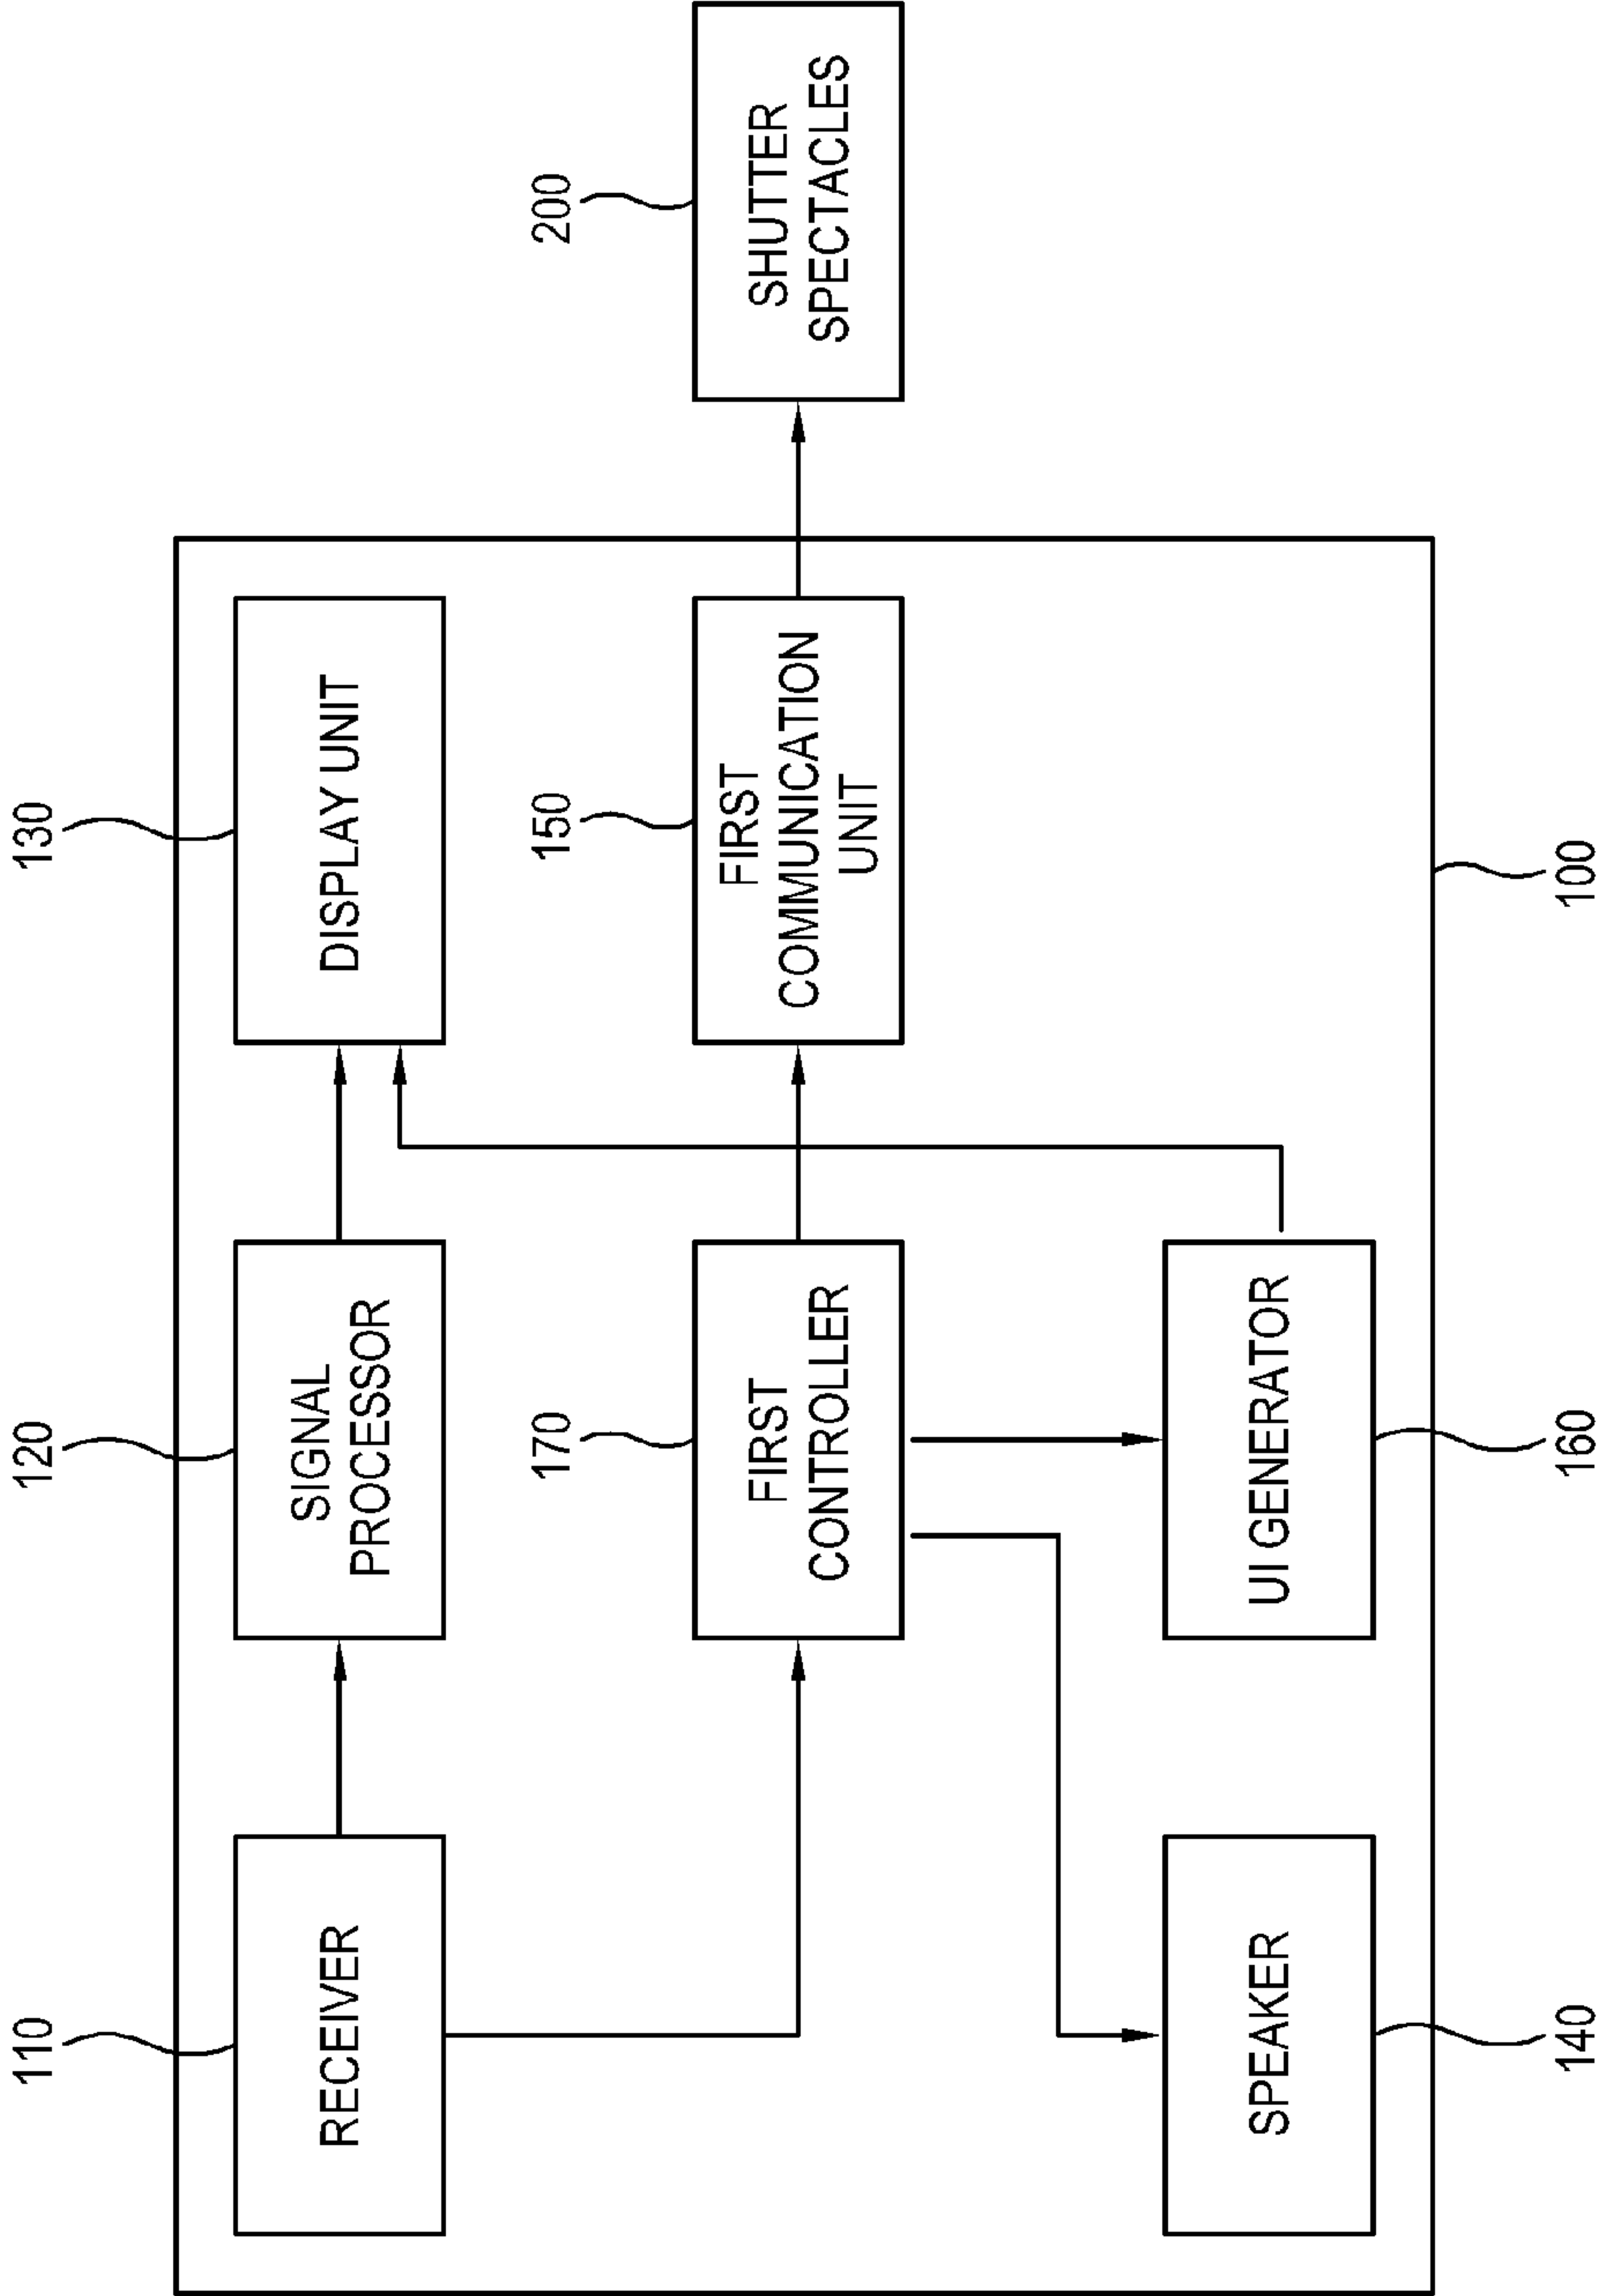 110
120
130
RECEIVER
SIGNAL
PROCESSOR
DISPLAY UNIT
170
150
200
FIRST
CONTROLLER
FIRST
COMMUNICATION
UNIT
SHUTTER
SPECTACLES
SPEAKER
UI GENERATOR
140
160
100